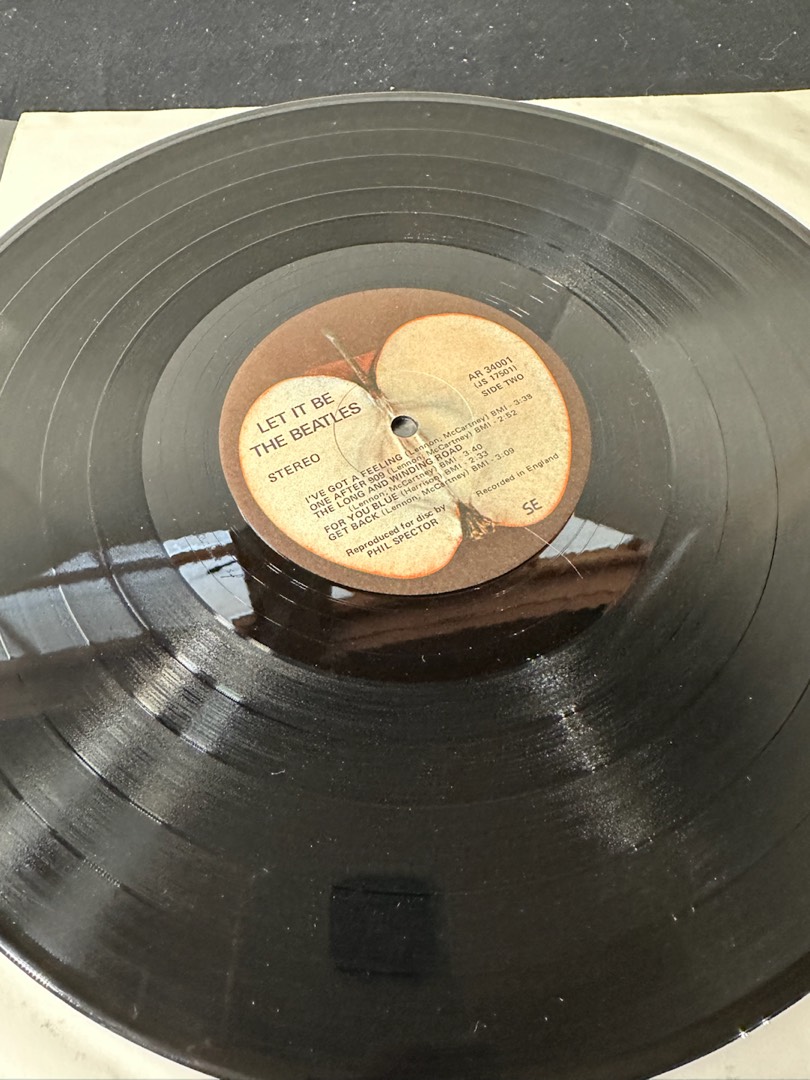 LET IT BE
THE BEATLES
AR 34001
(JS 17501)
SIDE TWO
STEREO
I'VE GOT A FEELING (Lennon, McCartney) BMI - 3:38
ONE AFTER 909 (Lennon, McCartney) BMI - 2:52
THE LONG AND WINDING ROAD
(Lennon, McCartney) BMI - 3:40
FOR YOU BLUE (Harrison) BMI - 2:33
GET BACK (Lennon, McCartney) BMI - 3:09
Recorded in England
Reproduced for disc by
PHIL SPECTOR
SE